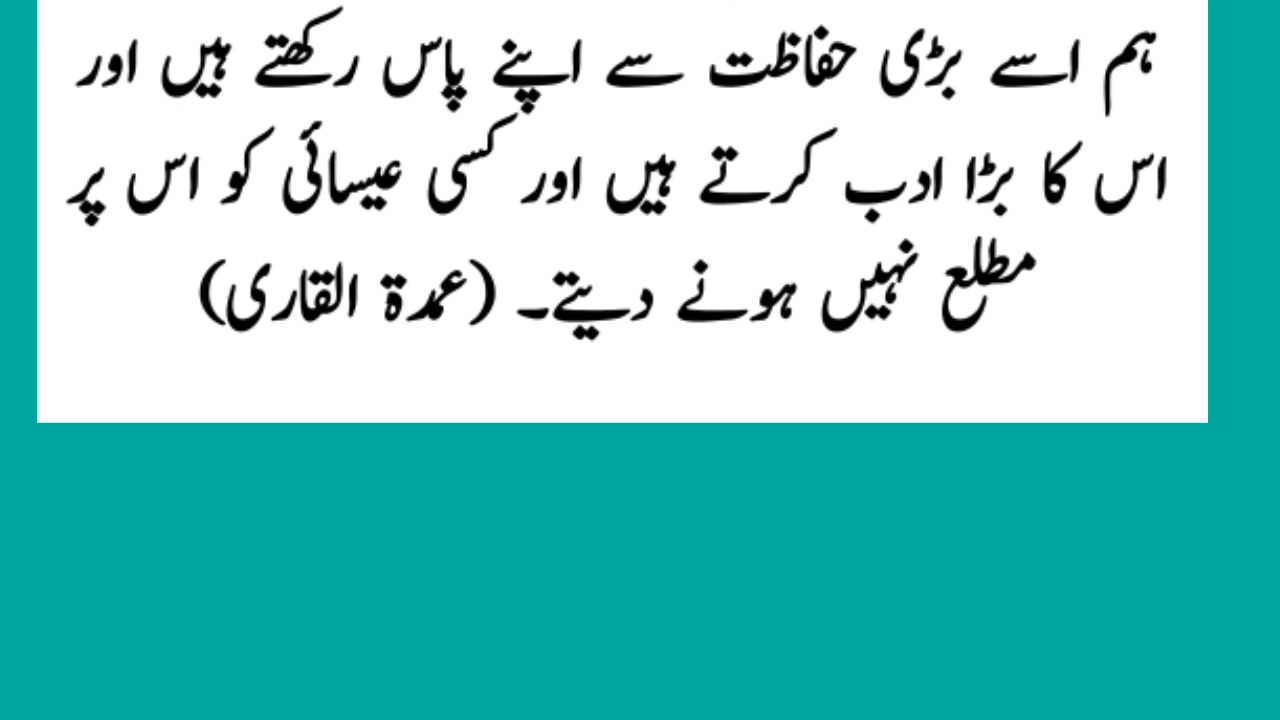 ہم اسے بڑی حفاظت سے اپنے پاس رکھتے ہیں اور
اس کا بڑا ادب کرتے ہیں اور کسی عیسائی کو اس پر
مطلع نہیں ہونے دیتے۔ (عمدۃ القاری)